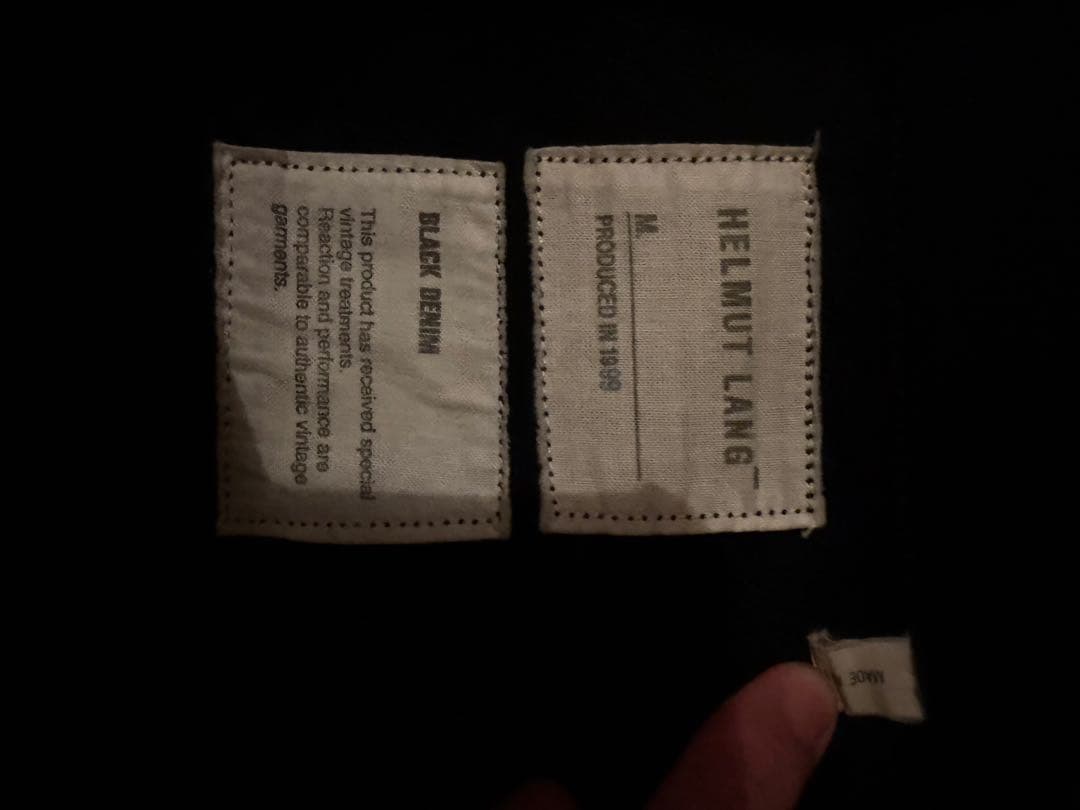 HELMUT LANG
M
PRODUCED IN 1999
BLACK DENIM
This product has received special
vintage treatments.
Reaction and performance are
comparable to authentic vintage
garments.
MADE